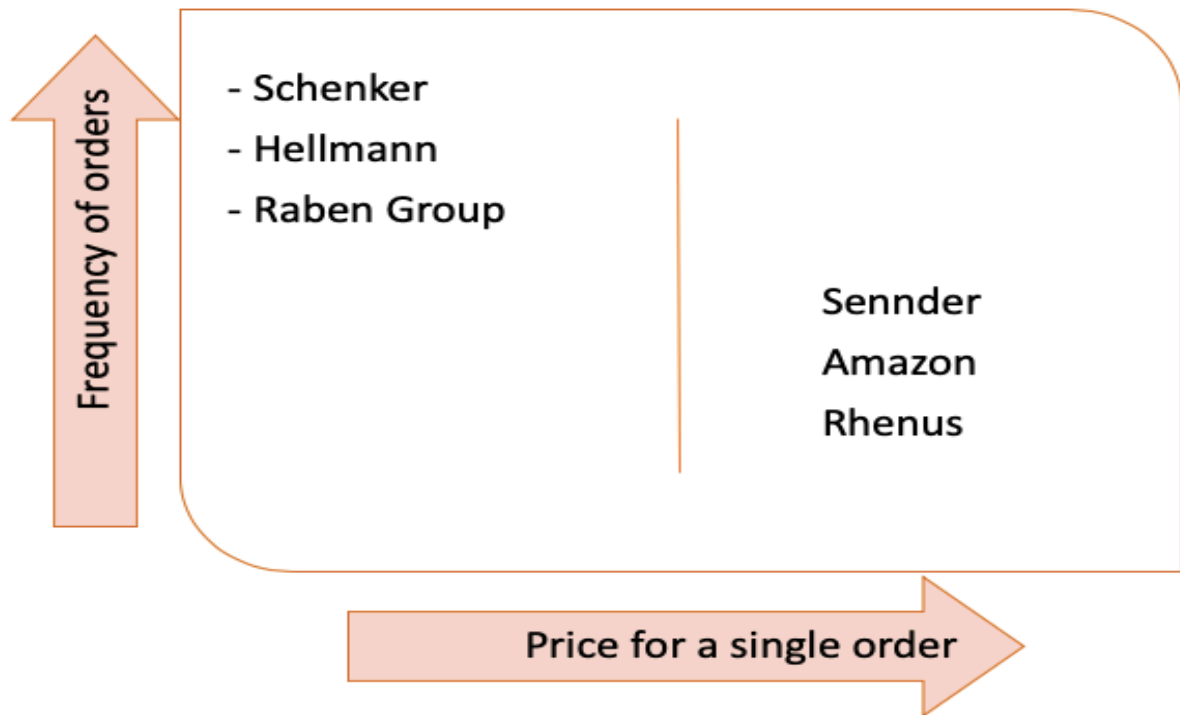 Frequency of orders
- Schenker
- Hellmann
- Raben Group
Sennder
Amazon
Rhenus
Price for a single order